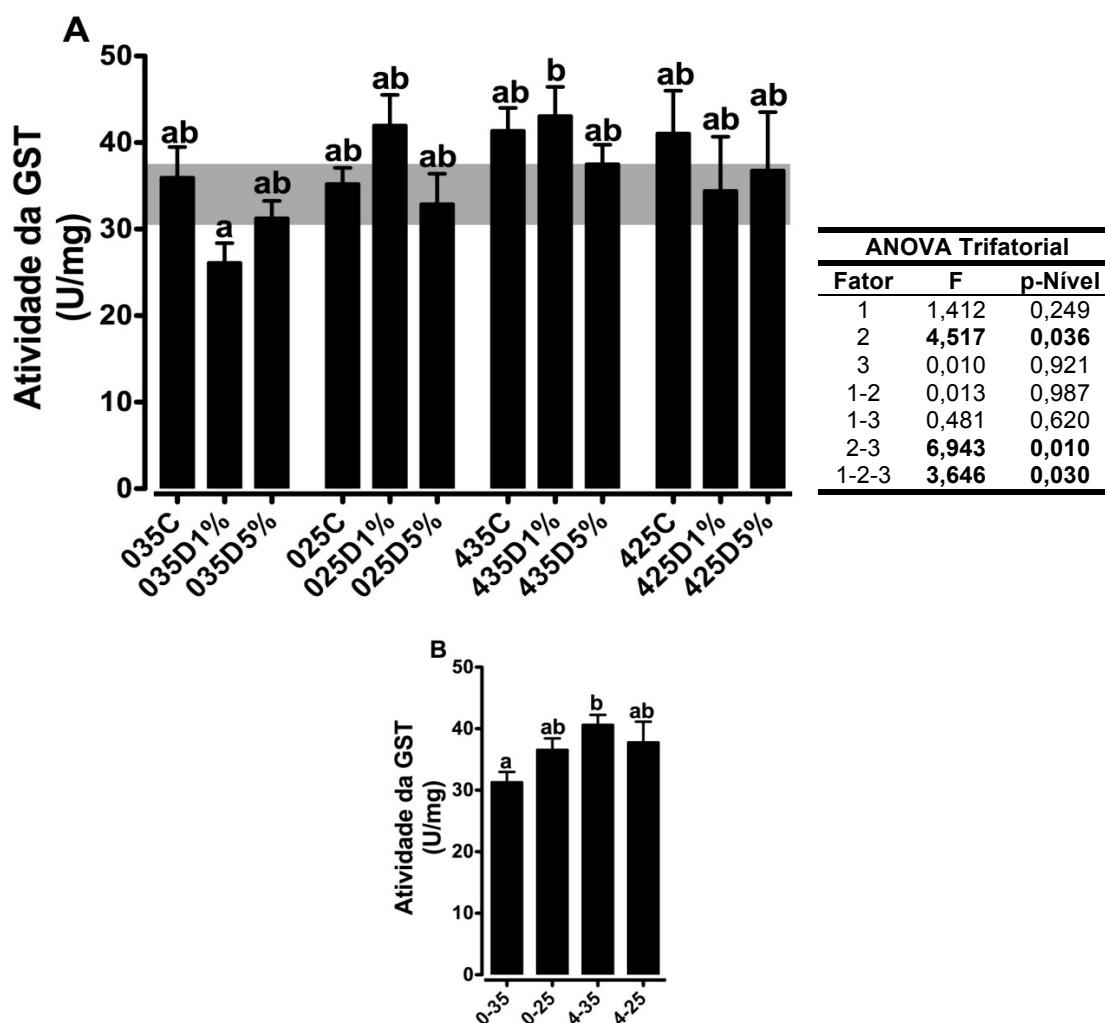 A
Atividade da GST
(U/mg)
50
40
30
20
10
0
ab
a
ab
ab
ab
ab
ab
b
ab
ab
ab
ab
035C
035D1%
035D5%
025C
025D1%
025D5%
435C
435D1%
435D5%
425C
425D1%
425D5%
ANOVA Trifatorial
Fator F p-Nível
1 1,412 0,249
2 4,517 0,036
3 0,010 0,921
1-2 0,013 0,987
1-3 0,481 0,620
2-3 6,943 0,010
1-2-3 3,646 0,030
B
Atividade da GST
(U/mg)
50
40
30
20
10
0
a
ab
b
ab
0-35
0-25
4-35
4-25